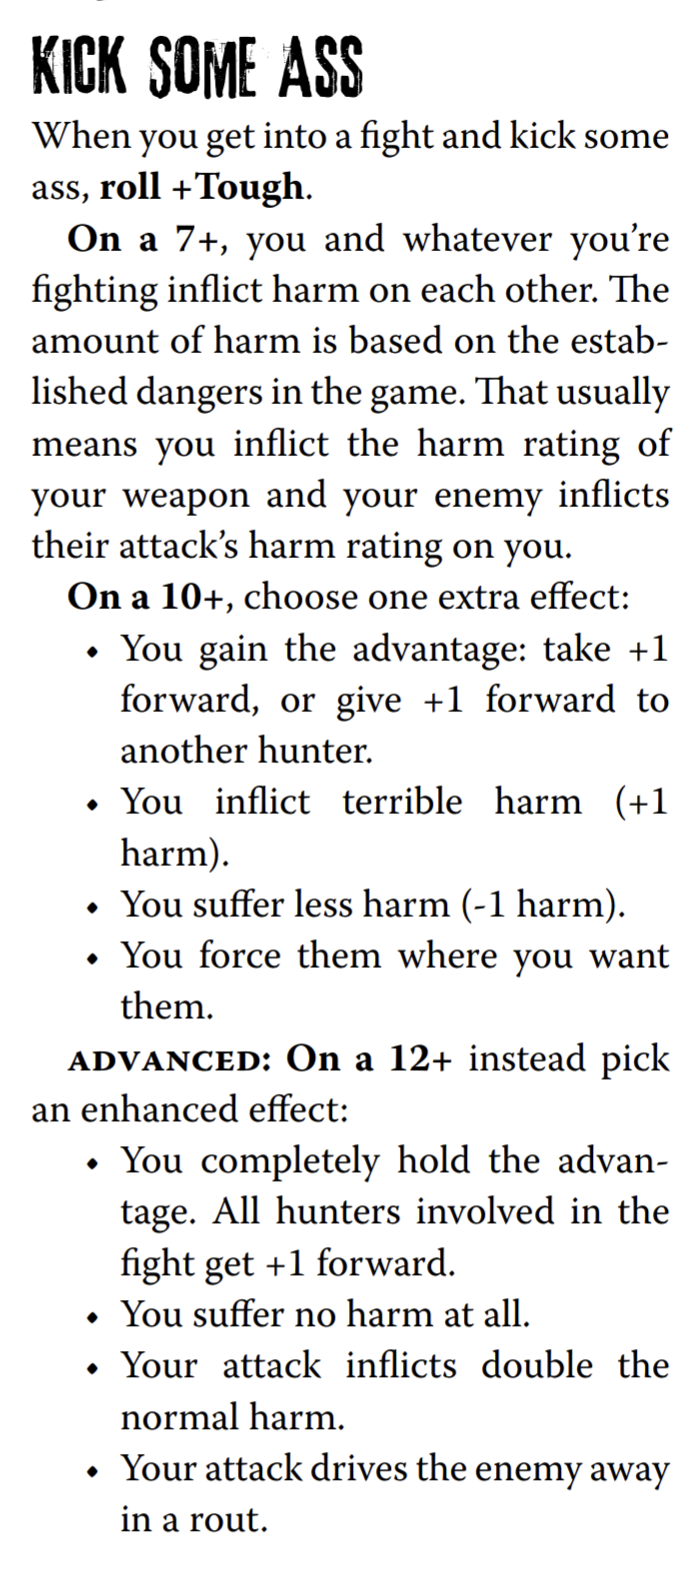 KICK SOME ASS
When you get into a fight and kick some
ass, roll +Tough.
On a 7+, you and whatever you're
fighting inflict harm on each other. The
amount of harm is based on the estab-
lished dangers in the game. That usually
means you inflict the harm rating of
your weapon and your enemy inflicts
their attack's harm rating on you.
On a 10+, choose one extra effect:
• You gain the advantage: take +1
forward, or give +1 forward to
another hunter.
• You inflict terrible harm (+1
harm).
• You suffer less harm (-1 harm).
• You force them where you want
them.
ADVANCED: On a 12+ instead pick
an enhanced effect:
• You completely hold the advan-
tage. All hunters involved in the
fight get +1 forward.
• You suffer no harm at all.
• Your attack inflicts double the
normal harm.
• Your attack drives the enemy away
in a rout.